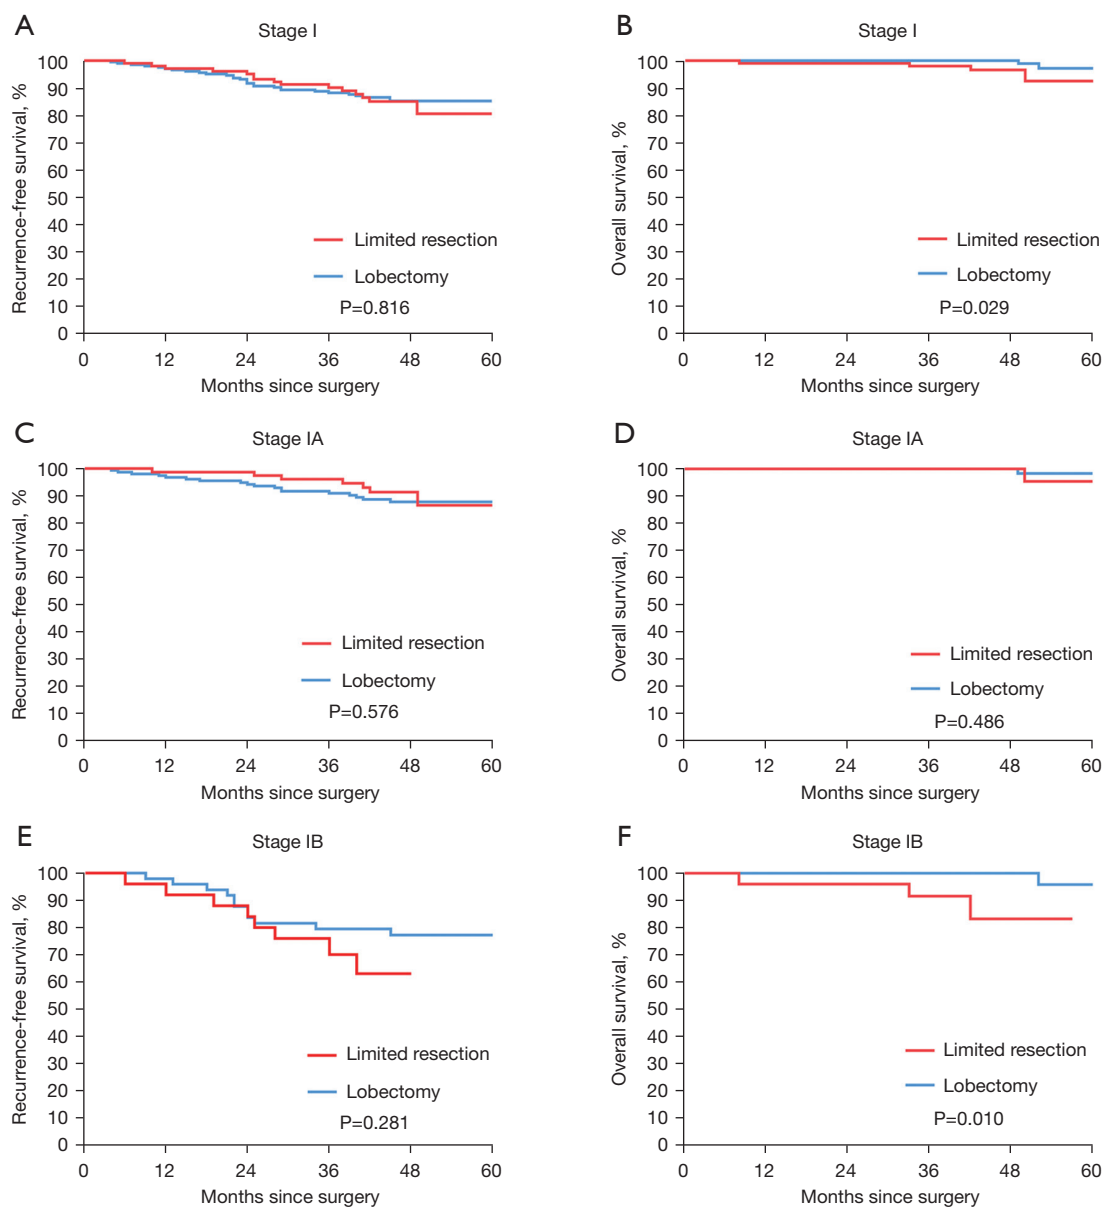 A
Stage I
Recurrence-free survival, %
100
90
80
70
60
50
40
30
20
10
0
Limited resection
Lobectomy
P=0.816
0 12 24 36 48 60
Months since surgery
B
Stage I
Overall survival, %
100
90
80
70
60
50
40
30
20
10
0
Limited resection
Lobectomy
P=0.029
0 12 24 36 48 60
Months since surgery
C
Stage IA
Recurrence-free survival, %
100
90
80
70
60
50
40
30
20
10
0
Limited resection
Lobectomy
P=0.576
0 12 24 36 48 60
Months since surgery
D
Stage IA
Overall survival, %
100
90
80
70
60
50
40
30
20
10
0
Limited resection
Lobectomy
P=0.486
0 12 24 36 48 60
Months since surgery
E
Stage IB
Recurrence-free survival, %
100
90
80
70
60
50
40
30
20
10
0
Limited resection
Lobectomy
P=0.281
0 12 24 36 48 60
Months since surgery
F
Stage IB
Overall survival, %
100
90
80
70
60
50
40
30
20
10
0
Limited resection
Lobectomy
P=0.010
0 12 24 36 48 60
Months since surgery